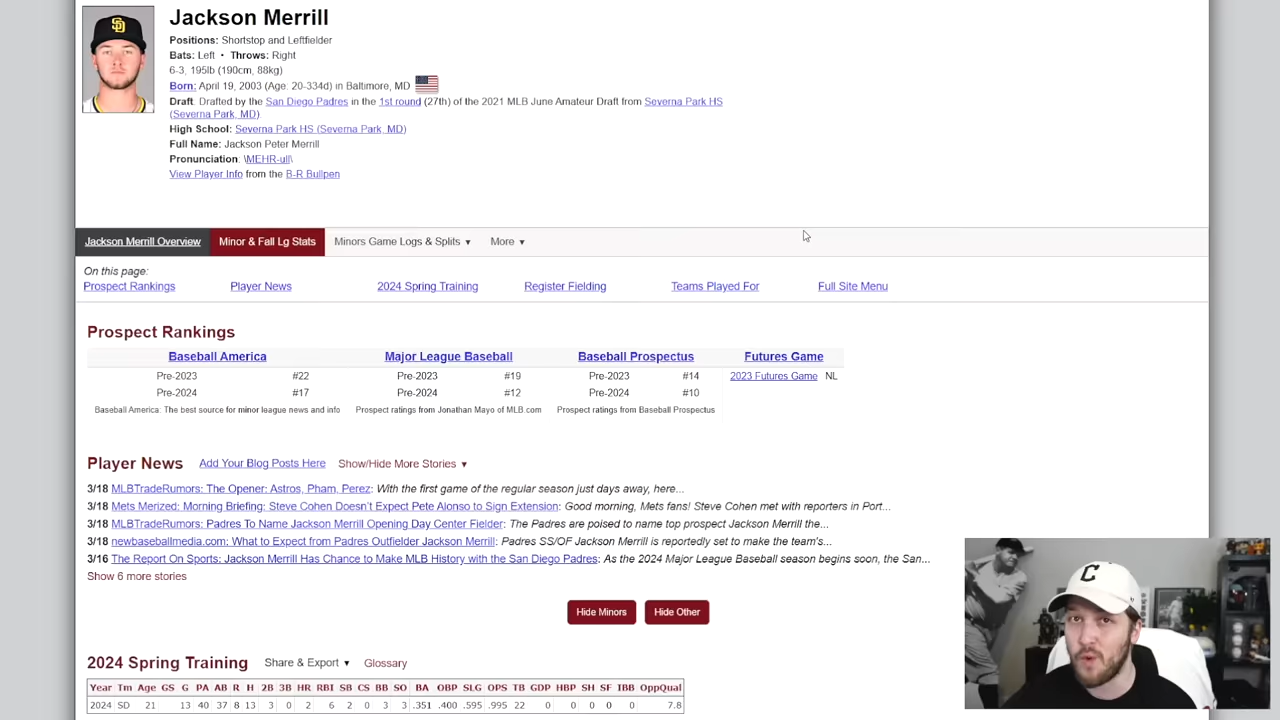 Jackson Merrill
Positions: Shortstop and Leftfielder
Bats: Left • Throws: Right
6-3, 195lb (190cm, 88kg)
Born: April 19, 2003 (Age: 20-334d) in Baltimore, MD
Draft: Drafted by the San Diego Padres in the 1st round (27th) of the 2021 MLB June Amateur Draft from Severna Park HS
(Severna Park, MD).
High School: Severna Park HS (Severna Park, MD)
Full Name: Jackson Peter Merrill
Pronunciation: \MEHR-ull\
View Player Info from the B-R Bullpen
Jackson Merrill Overview Minor & Fall Lg Stats Minors Game Logs & Splits ▼ More ▼
On this page:
Prospect Rankings Player News 2024 Spring Training Register Fielding Teams Played For Full Site Menu
Prospect Rankings
Baseball America Major League Baseball Baseball Prospectus Futures Game
Pre-2023 #22 Pre-2023 #19 Pre-2023 #14 2023 Futures Game NL
Pre-2024 #17 Pre-2024 #12 Pre-2024 #10
Baseball America: The best source for minor league news and info Prospect ratings from Jonathan Mayo of MLB.com Prospect ratings from Baseball Prospectus
Player News Add Your Blog Posts Here Show/Hide More Stories ▼
3/18 MLBTradeRumors: The Opener: Astros, Pham, Perez: With the first game of the regular season just days away, here...
3/18 Mets Merized: Morning Briefing: Steve Cohen Doesn't Expect Pete Alonso to Sign Extension: Good morning, Mets fans! Steve Cohen met with reporters in Port...
3/18 MLBTradeRumors: Padres To Name Jackson Merrill Opening Day Center Fielder: The Padres are poised to name top prospect Jackson Merrill the...
3/18 newbaseballmedia.com: What to Expect from Padres Outfielder Jackson Merrill: Padres SS/OF Jackson Merrill is reportedly set to make the team's...
3/16 The Report On Sports: Jackson Merrill Has Chance to Make MLB History with the San Diego Padres: As the 2024 Major League Baseball season begins soon, the San...
Show 6 more stories
Hide Minors Hide Other
2024 Spring Training Share & Export ▼ Glossary
Year Tm Age GS G PA AB R H 2B 3B HR RBI SB CS BB SO BA OBP SLG OPS TB GDP HBP SH SF IBB OppQual
2024 SD 21 13 40 37 8 13 3 0 2 6 2 0 3 3 .351 .400 .595 .995 22 0 0 0 0 0 7.8